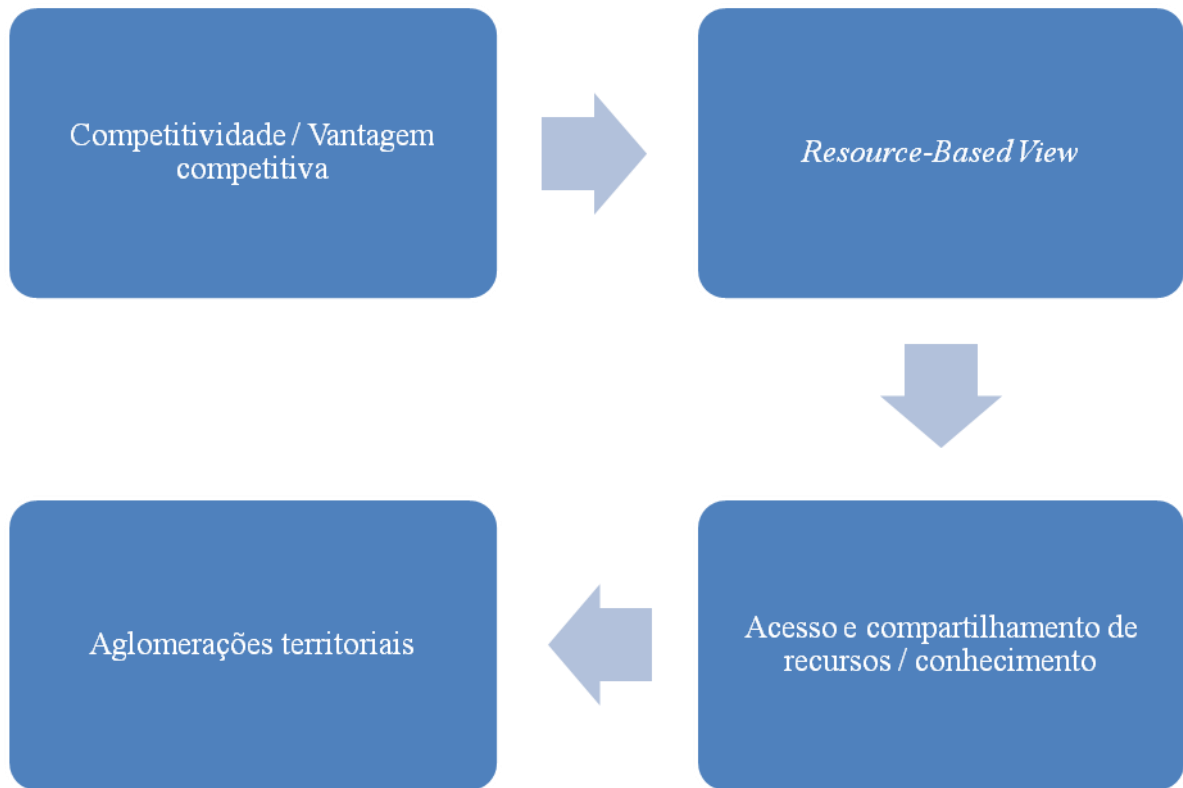 Competitividade / Vantagem
competitiva
Resource-Based View
Acesso e compartilhamento de
recursos / conhecimento
Aglomerações territoriais